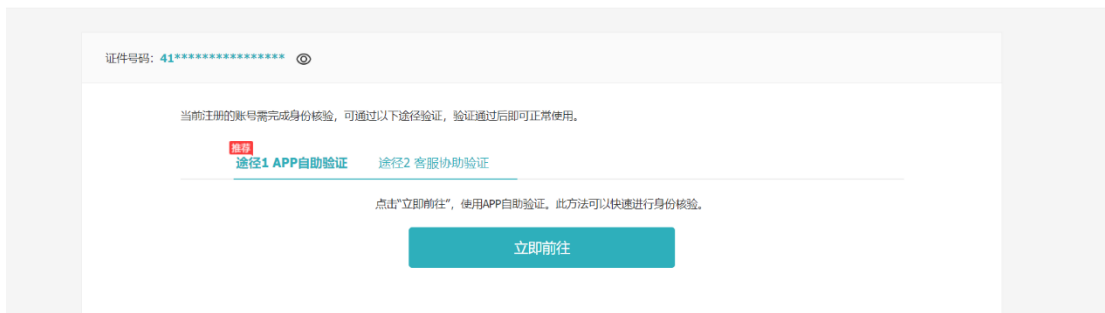 证件号码：41****************
当前注册的账号需完成身份核验，可通过以下途径验证，验证通过后即可正常使用。
推荐
途径1 APP自助验证 途径2 客服协助验证
点击“立即前往”，使用APP自助验证。此方法可以快速进行身份核验。
立即前往